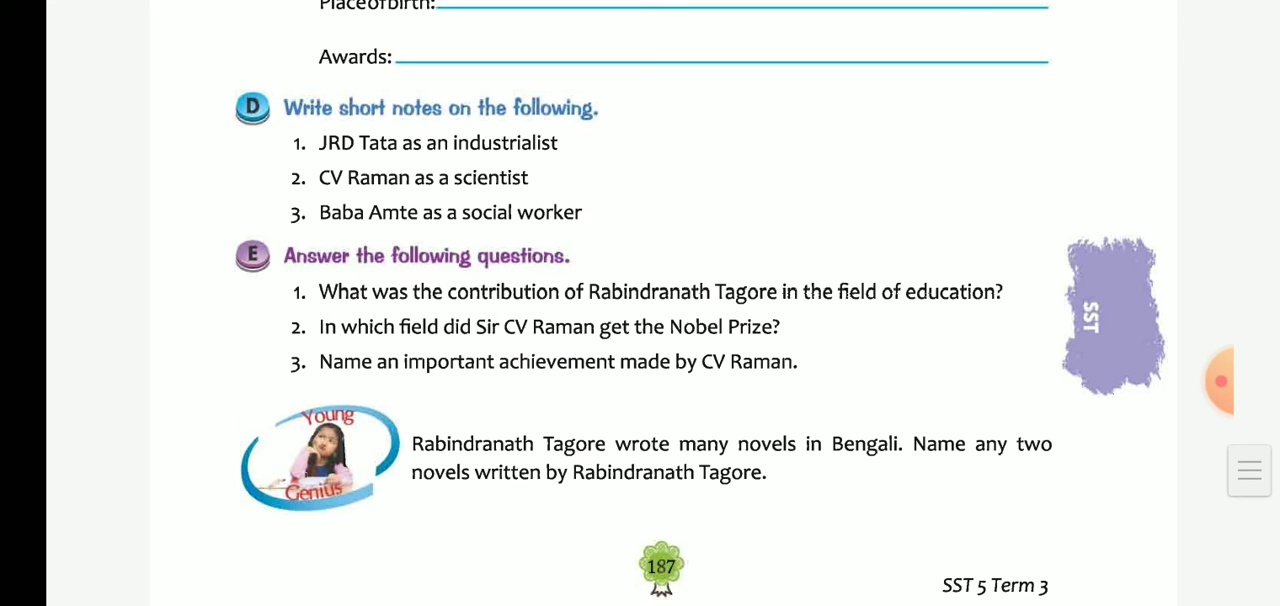 Place of birth:
Awards:
D Write short notes on the following.
1. JRD Tata as an industrialist
2. CV Raman as a scientist
3. Baba Amte as a social worker
E Answer the following questions.
1. What was the contribution of Rabindranath Tagore in the field of education?
2. In which field did Sir CV Raman get the Nobel Prize?
3. Name an important achievement made by CV Raman.
SST
Young
Genius
Rabindranath Tagore wrote many novels in Bengali. Name any two
novels written by Rabindranath Tagore.
187
SST 5 Term 3